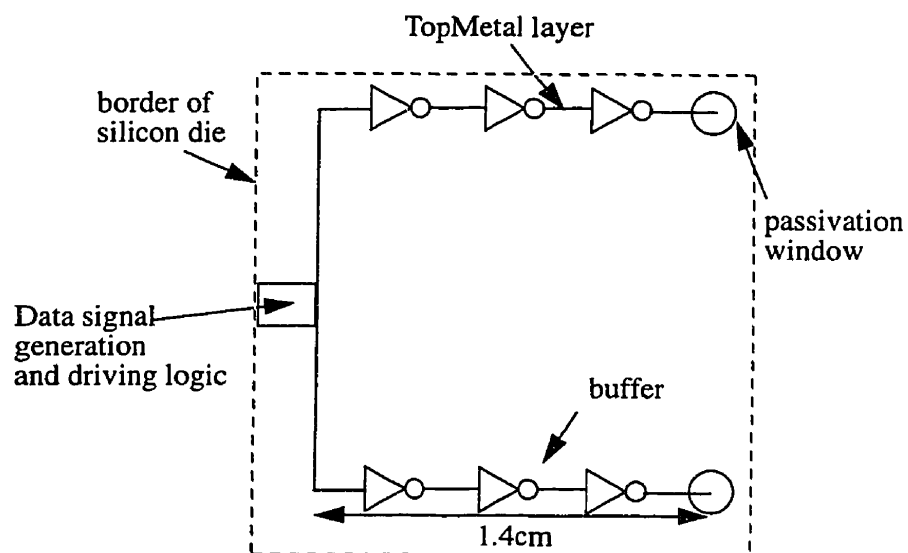 TopMetal layer
border of
silicon die
passivation
window
Data signal
generation
and driving logic
buffer
1.4cm